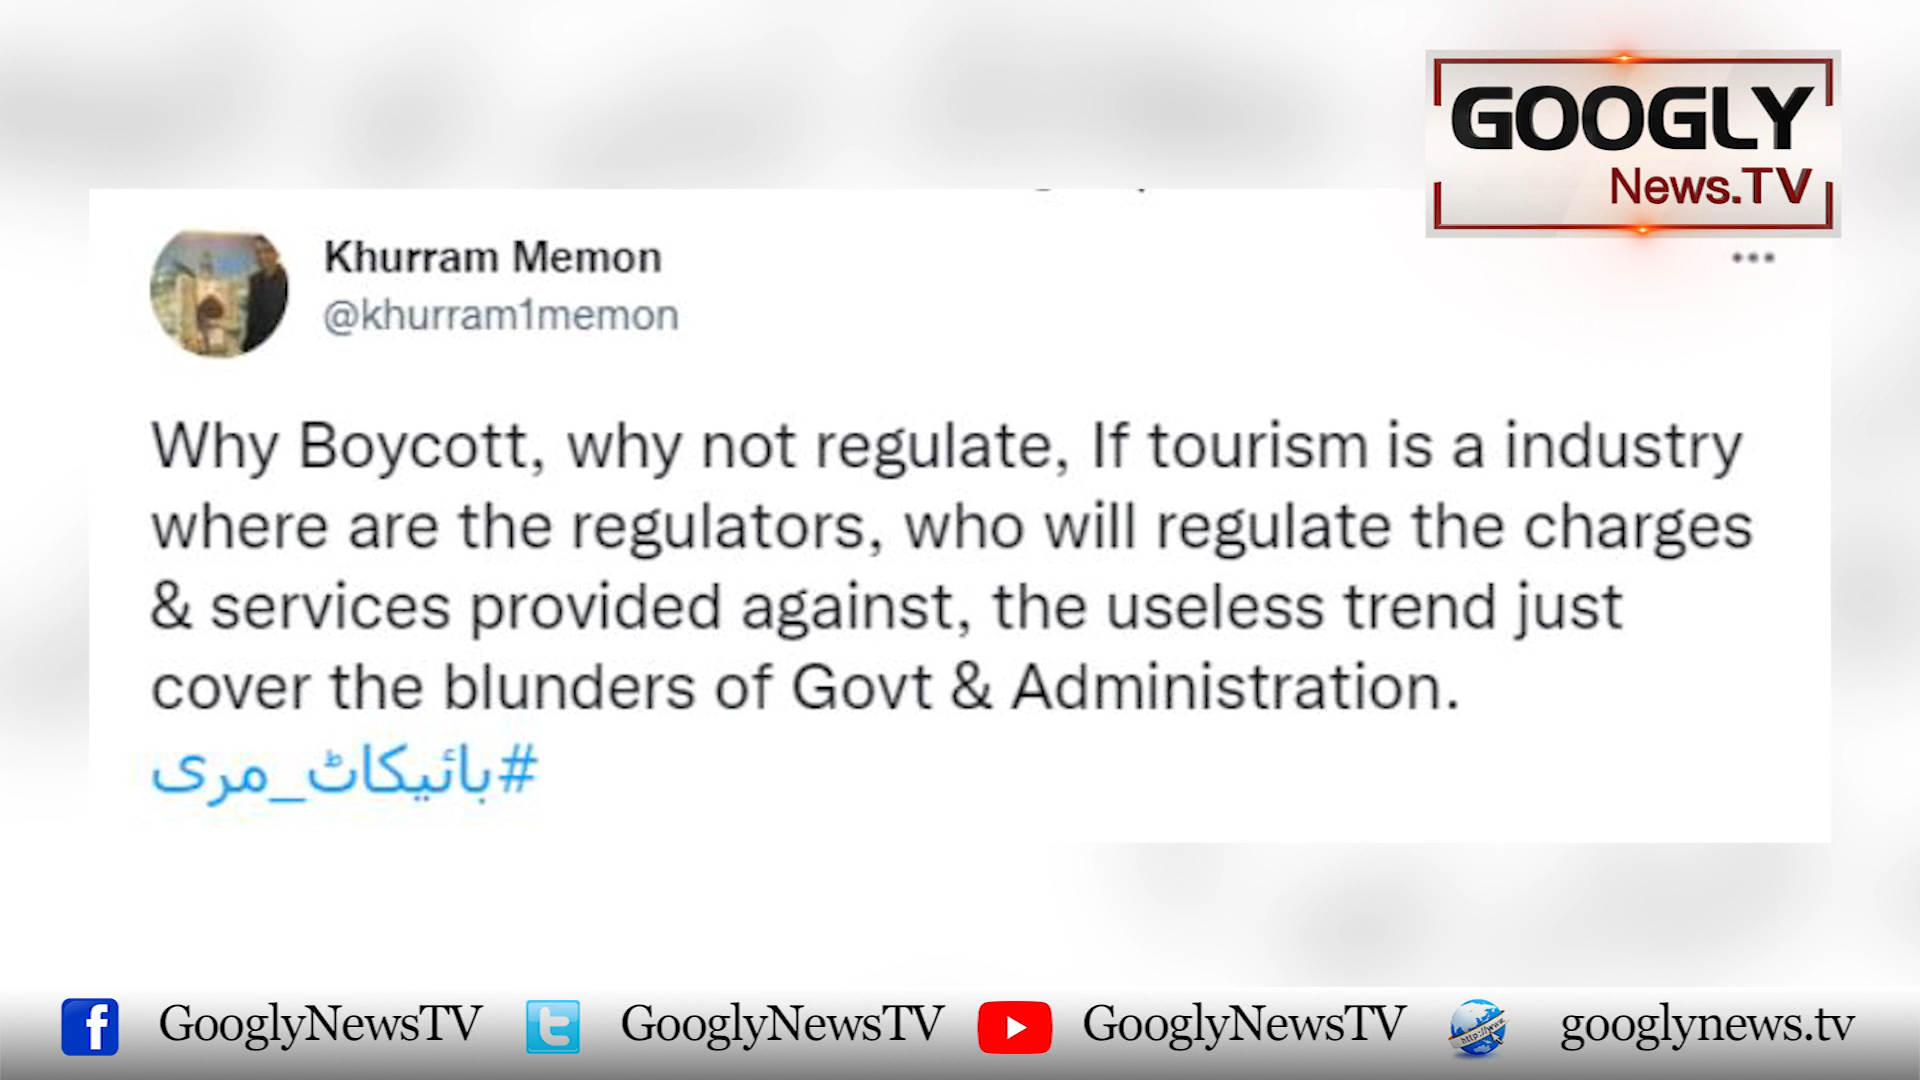 GOOGLY
News.TV
Khurram Memon
@khurram1memon
Why Boycott, why not regulate, If tourism is a industry
where are the regulators, who will regulate the charges
& services provided against, the useless trend just
cover the blunders of Govt & Administration.
#بائیکاٹ_مری
GooglyNewsTV
GooglyNewsTV
GooglyNewsTV
googlynews.tv